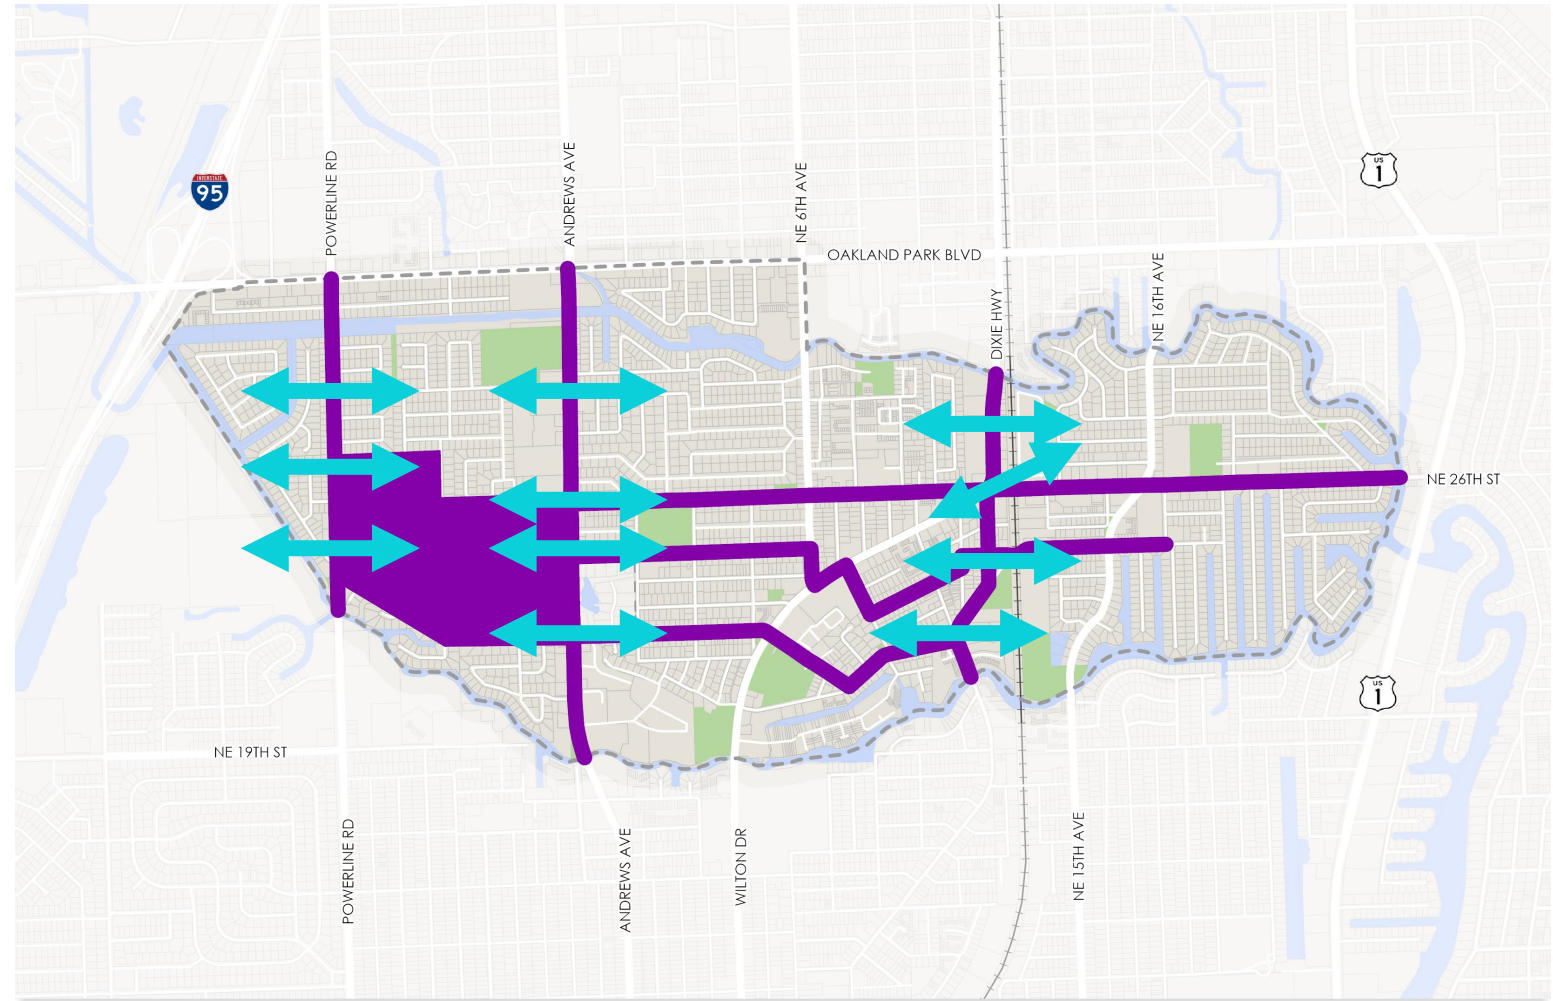 POWERLINE RD
ANDREWS AVE
NE 6TH AVE
US
1
INTERSTATE
95
OAKLAND PARK BLVD
NE 16TH AVE
DIXIE HWY
NE 26TH ST
US
1
NE 19TH ST
POWERLINE RD
ANDREWS AVE
WILTON DR
NE 15TH AVE